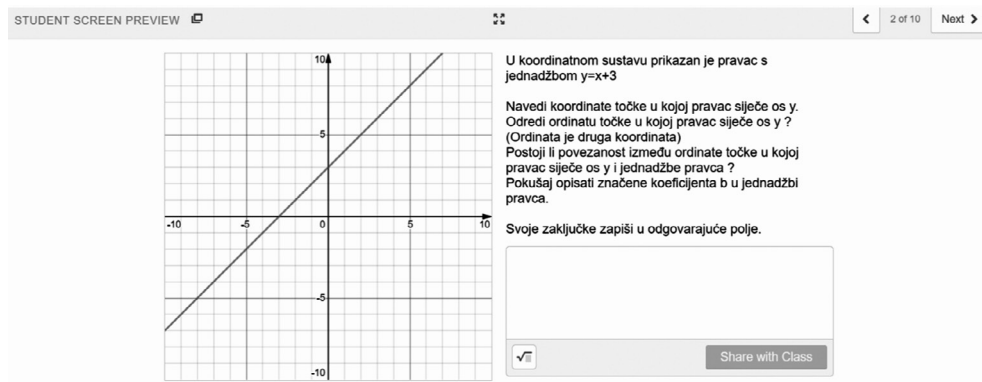 STUDENT SCREEN PREVIEW
2 of 10
Next
10
5
-10
-5
0
5
10
-5
-10
U koordinatnom sustavu prikazan je pravac s
jednadžbom y=x+3
Navedi koordinate točke u kojoj pravac siječe os y.
Odredi ordinatu točke u kojoj pravac siječe os y ?
(Ordinata je druga koordinata)
Postoji li povezanost između ordinate točke u kojoj
pravac siječe os y i jednadžbe pravca ?
Pokušaj opisati značene koeficijenta b u jednadžbi
pravca.
Svoje zaključke zapiši u odgovarajuće polje.
Share with Class